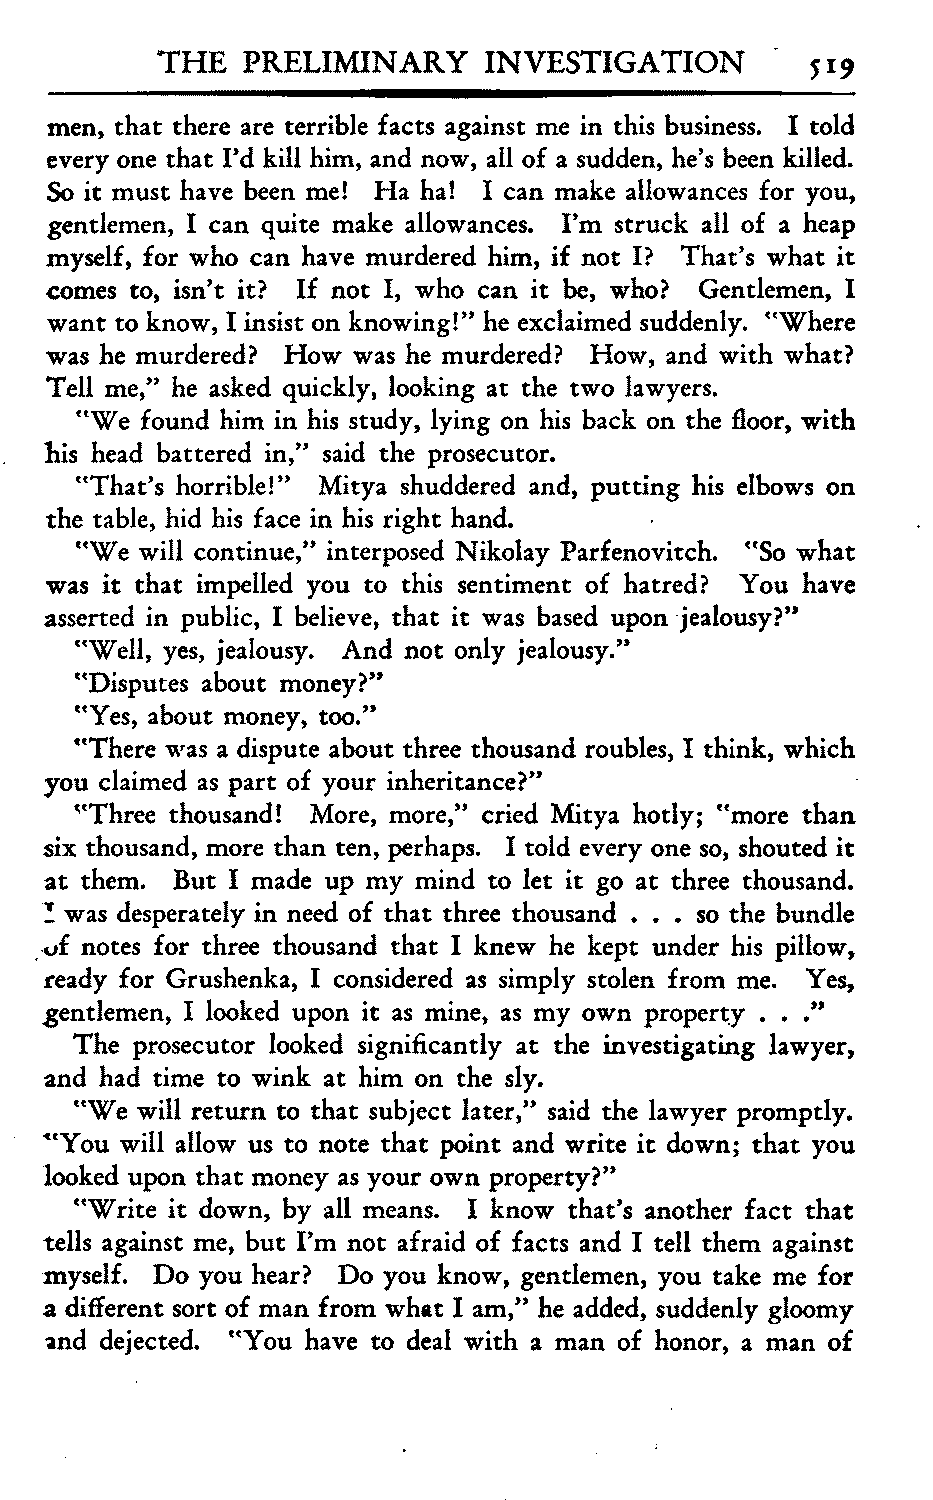 THE PRELIMINARY INVESTIGATION 519
men, that there are terrible facts against me in this business. I told
every one that I'd kill him, and now, all of a sudden, he's been killed.
So it must have been me! Ha ha! I can make allowances for you,
gentlemen, I can quite make allowances. I'm struck all of a heap
myself, for who can have murdered him, if not I? That's what it
comes to, isn't it? If not I, who can it be, who? Gentlemen, I
want to know, I insist on knowing!" he exclaimed suddenly. "Where
was he murdered? How was he murdered? How, and with what?
Tell me," he asked quickly, looking at the two lawyers.
"We found him in his study, lying on his back on the floor, with
his head battered in," said the prosecutor.
"That's horrible!" Mitya shuddered and, putting his elbows on
the table, hid his face in his right hand.
"We will continue," interposed Nikolay Parfenovitch. "So what
was it that impelled you to this sentiment of hatred? You have
asserted in public, I believe, that it was based upon jealousy?"
"Well, yes, jealousy. And not only jealousy."
"Disputes about money?"
"Yes, about money, too."
"There was a dispute about three thousand roubles, I think, which
you claimed as part of your inheritance?"
"Three thousand! More, more," cried Mitya hotly; "more than
six thousand, more than ten, perhaps. I told every one so, shouted it
at them. But I made up my mind to let it go at three thousand.
I was desperately in need of that three thousand . . . so the bundle
of notes for three thousand that I knew he kept under his pillow,
ready for Grushenka, I considered as simply stolen from me. Yes,
gentlemen, I looked upon it as mine, as my own property . . ."
The prosecutor looked significantly at the investigating lawyer,
and had time to wink at him on the sly.
"We will return to that subject later," said the lawyer promptly.
"You will allow us to note that point and write it down; that you
looked upon that money as your own property?"
"Write it down, by all means. I know that's another fact that
tells against me, but I'm not afraid of facts and I tell them against
myself. Do you hear? Do you know, gentlemen, you take me for
a different sort of man from what I am," he added, suddenly gloomy
and dejected. "You have to deal with a man of honor, a man of